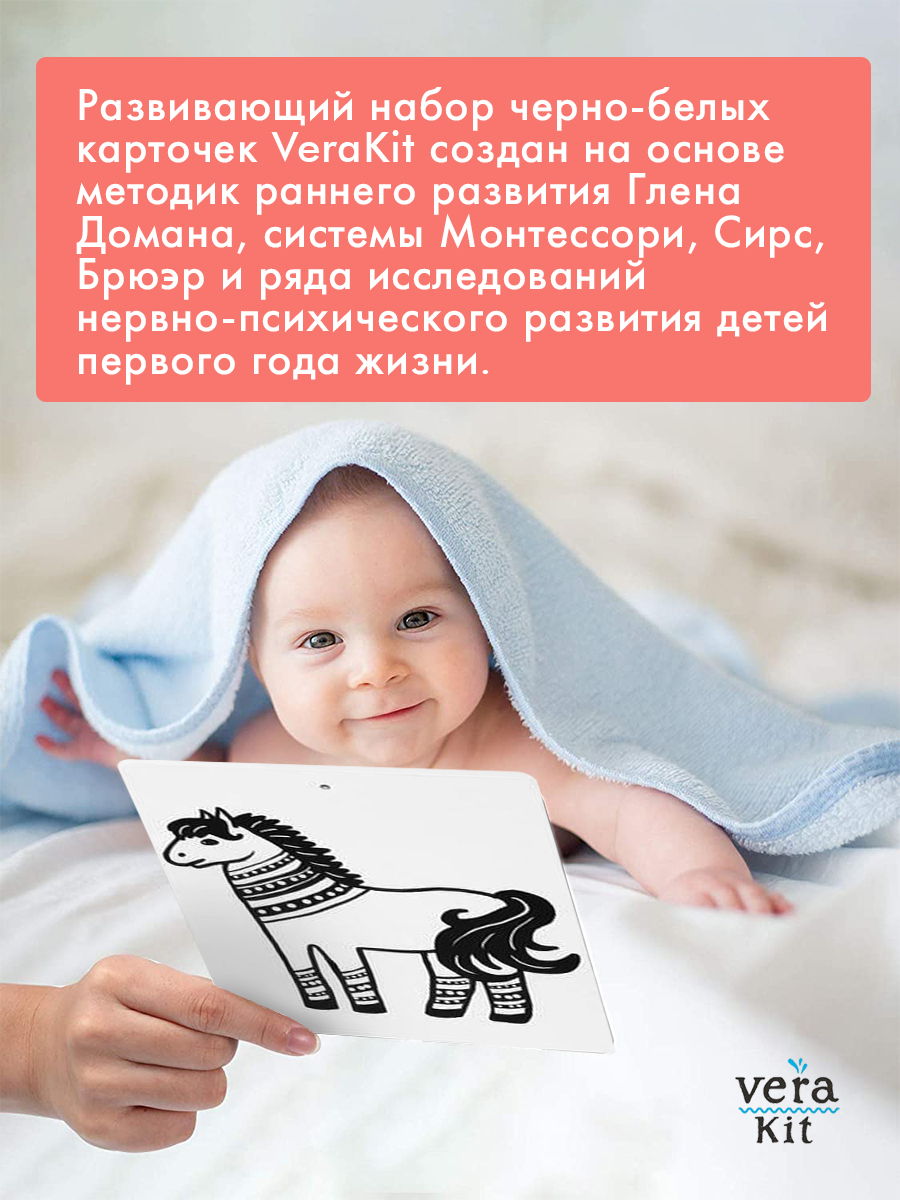 Развивающий набор черно-белых
карточек VeraKit создан на основе
методик раннего развития Глена
Домана, системы Монтессори, Сирс,
Брюэр и ряда исследований
нервно-психического развития детей
первого года жизни.
vera
Kit